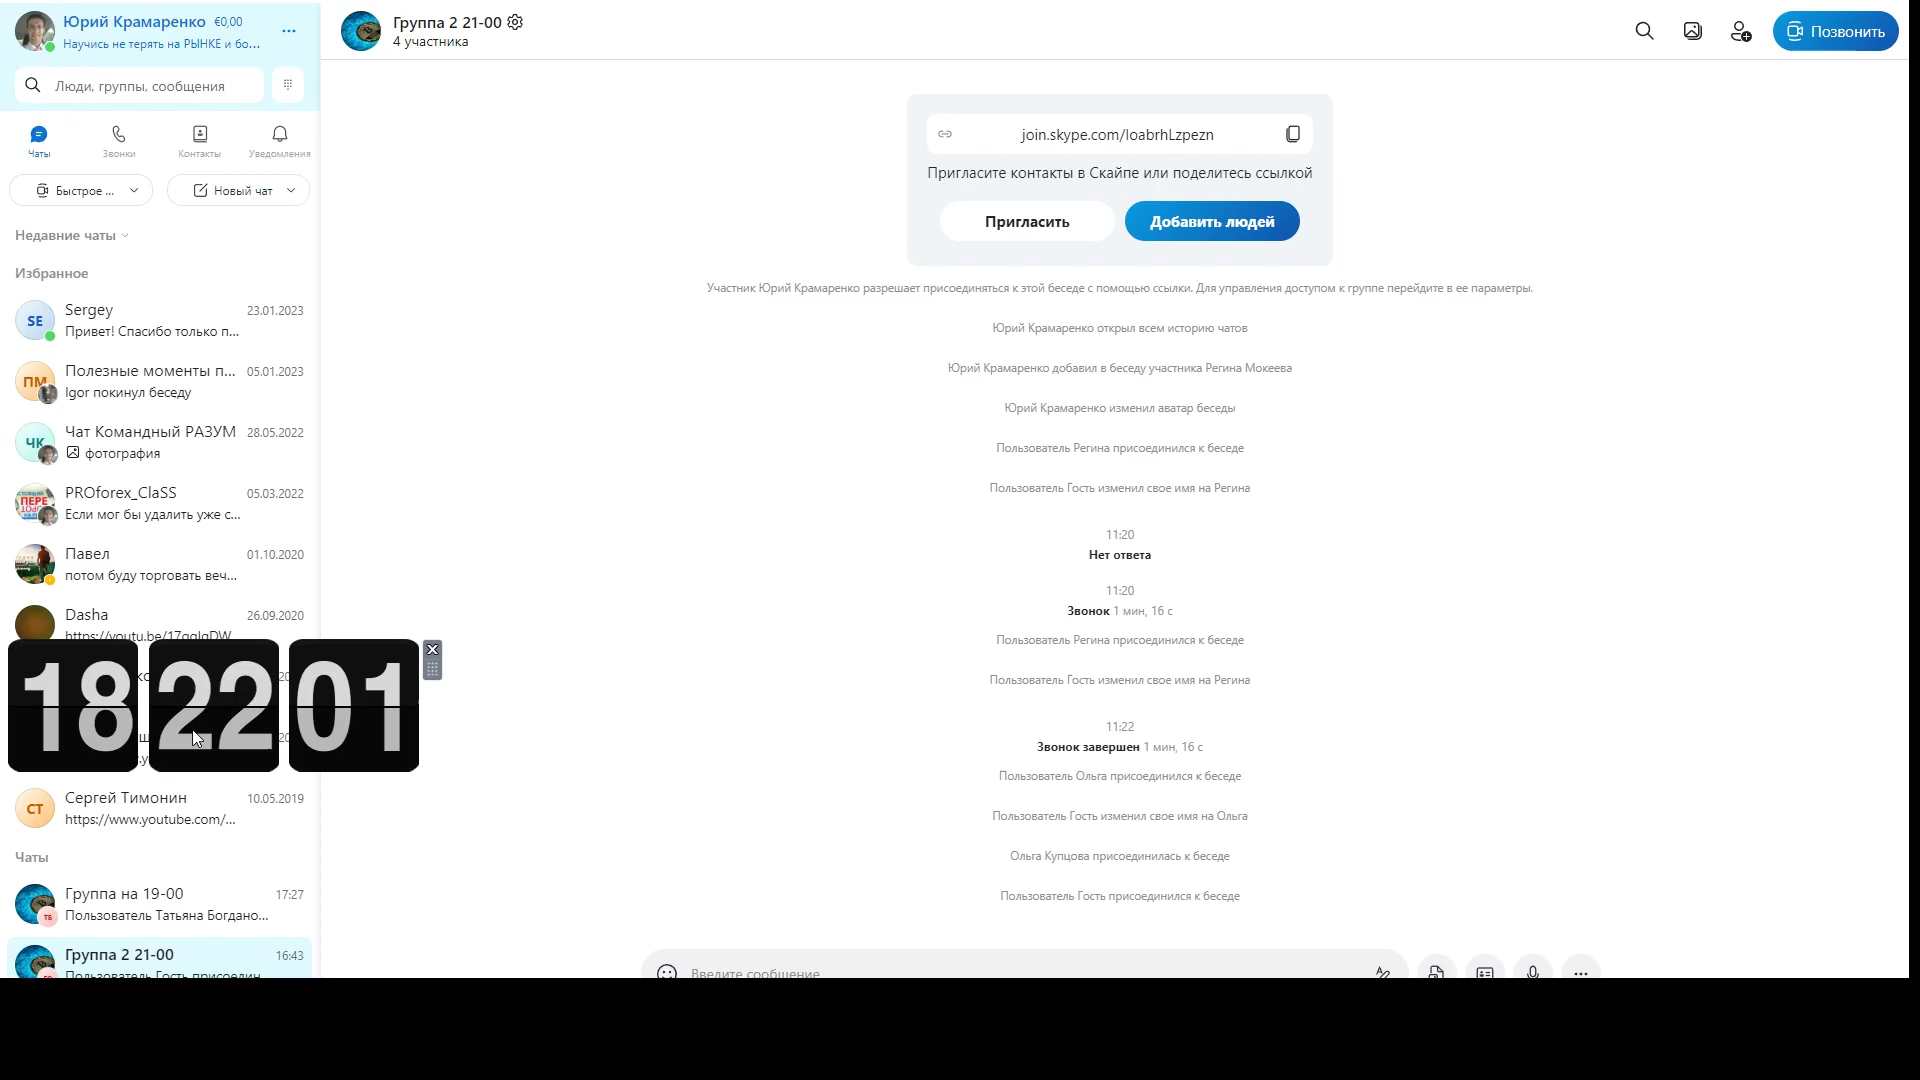 Юрий Крамаренко €0,00
Научись не терять на РЫНКЕ и бо...
Люди, группы, сообщения
Чаты
Звонки
Контакты
Уведомления
Быстрое ...
Новый чат
Недавние чаты
Избранное
SE
Sergey 23.01.2023
Привет! Спасибо только п...
ПМ
Полезные моменты п... 05.01.2023
Igor покинул беседу
ЧК
Чат Командный РАЗУМ 28.05.2022
фотография
PROforex_ClaSS 05.03.2022
Если мог бы удалить уже с...
Павел 01.10.2020
потом буду торговать веч...
Dasha 26.09.2020
18 22 01
СТ
Сергей Тимонин 10.05.2019
https://www.youtube.com/...
Чаты
ТБ
Группа на 19-00 17:27
Пользователь Татьяна Богдано...
Группа 2 21-00 16:43
Пользователь Гость присоедин...
Группа 2 21-00
4 участника
Позвонить
join.skype.com/loabrhLzpezn
Пригласите контакты в Скайпе или поделитесь ссылкой
Пригласить
Добавить людей
Участник Юрий Крамаренко разрешает присоединяться к этой беседе с помощью ссылки. Для управления доступом к группе перейдите в ее параметры.
Юрий Крамаренко открыл всем историю чатов
Юрий Крамаренко добавил в беседу участника Регина Мокеева
Юрий Крамаренко изменил аватар беседы
Пользователь Регина присоединился к беседе
Пользователь Гость изменил свое имя на Регина
11:20
Нет ответа
11:20
Звонок 1 мин, 16 с
Пользователь Регина присоединился к беседе
Пользователь Гость изменил свое имя на Регина
11:22
Звонок завершен 1 мин, 16 с
Пользователь Ольга присоединился к беседе
Пользователь Гость изменил свое имя на Ольга
Ольга Купцова присоединилась к беседе
Пользователь Гость присоединился к беседе
Введите сообщение